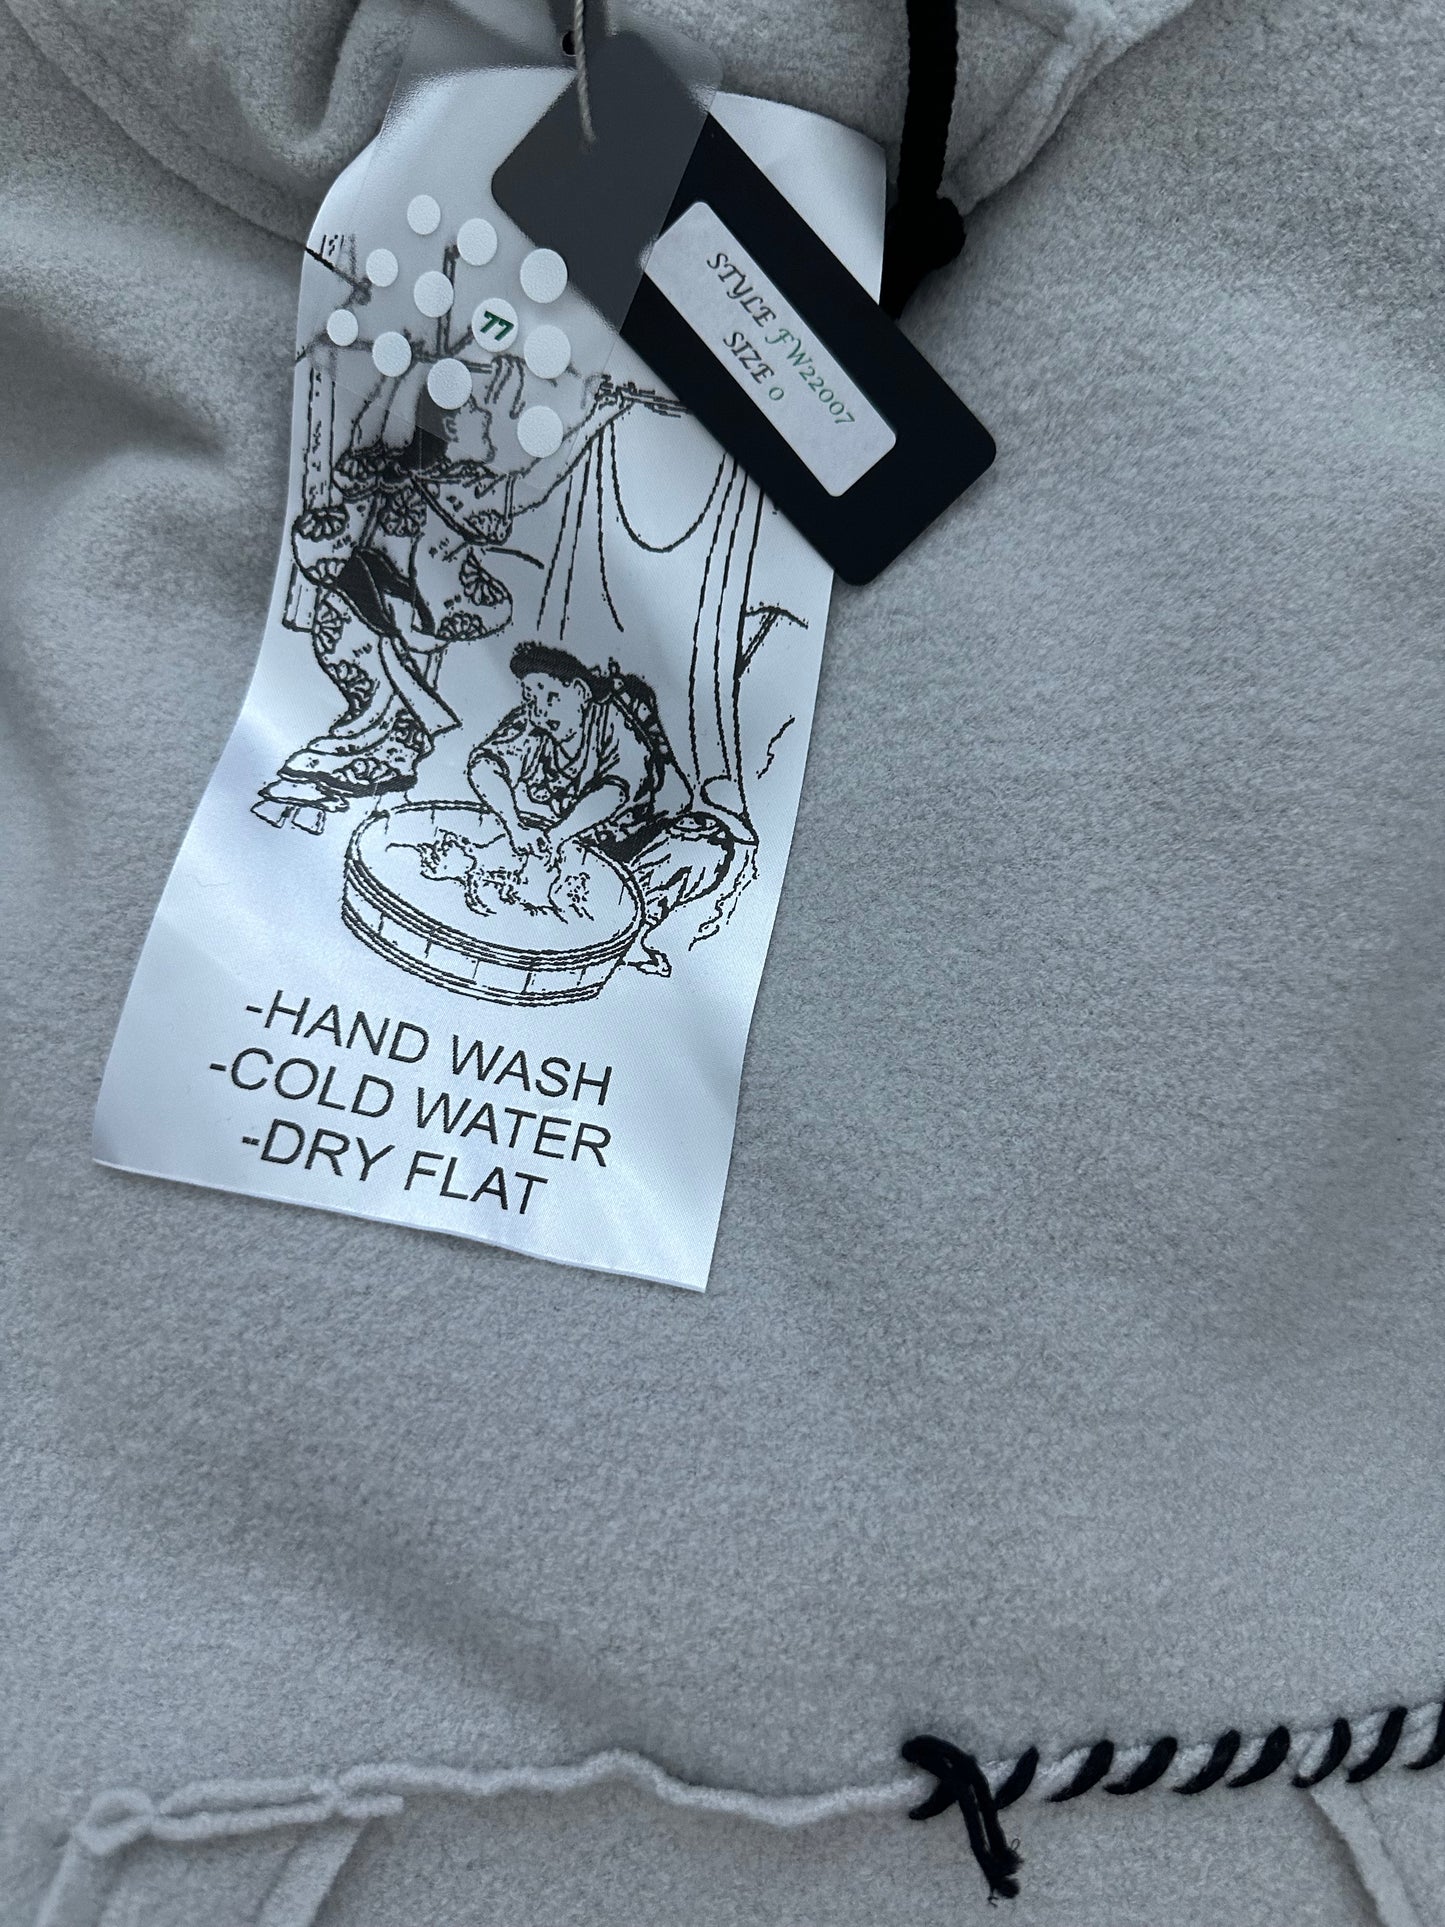 77
STYLE FW22007
SIZE 0
-HAND WASH
-COLD WATER
-DRY FLAT